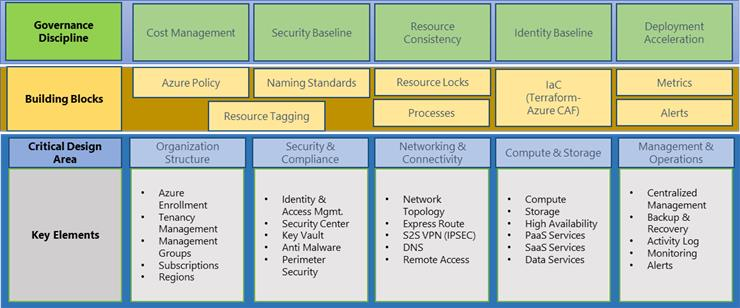 Governance
Discipline
Cost Management
Security Baseline
Resource
Consistency
Identity Baseline
Deployment
Acceleration
Building Blocks
Azure Policy
Naming Standards
Resource Tagging
Resource Locks
Processes
IaC
(Terraform-
Azure CAF)
Metrics
Alerts
Critical Design
Area
Organization
Structure
Security &
Compliance
Networking &
Connectivity
Compute & Storage
Management &
Operations
Key Elements
• Azure
Enrollment
• Tenancy
Management
• Management
Groups
• Subscriptions
• Regions
• Identity &
Access Mgmt.
• Security Center
• Key Vault
• Anti Malware
• Perimeter
Security
• Network
Topology
• Express Route
• S2S VPN (IPSEC)
• DNS
• Remote Access
• Compute
• Storage
• High Availability
• PaaS Services
• SaaS Services
• Data Services
• Centralized
Management
• Backup &
Recovery
• Activity Log
• Monitoring
• Alerts